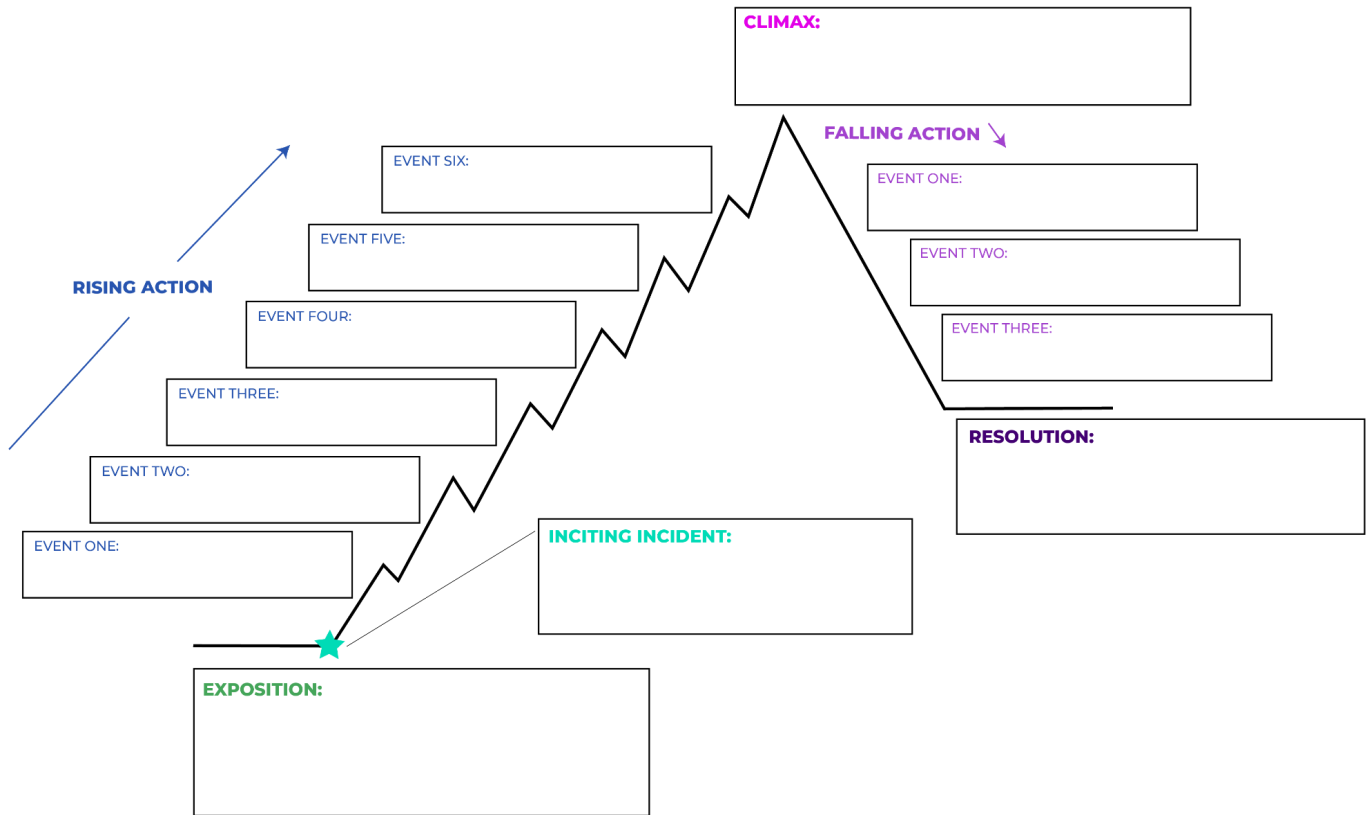 CLIMAX:
FALLING ACTION
EVENT SIX:
EVENT ONE:
EVENT FIVE:
EVENT TWO:
RISING ACTION
EVENT FOUR:
EVENT THREE:
EVENT THREE:
RESOLUTION:
EVENT TWO:
INCITING INCIDENT:
EVENT ONE:
EXPOSITION: